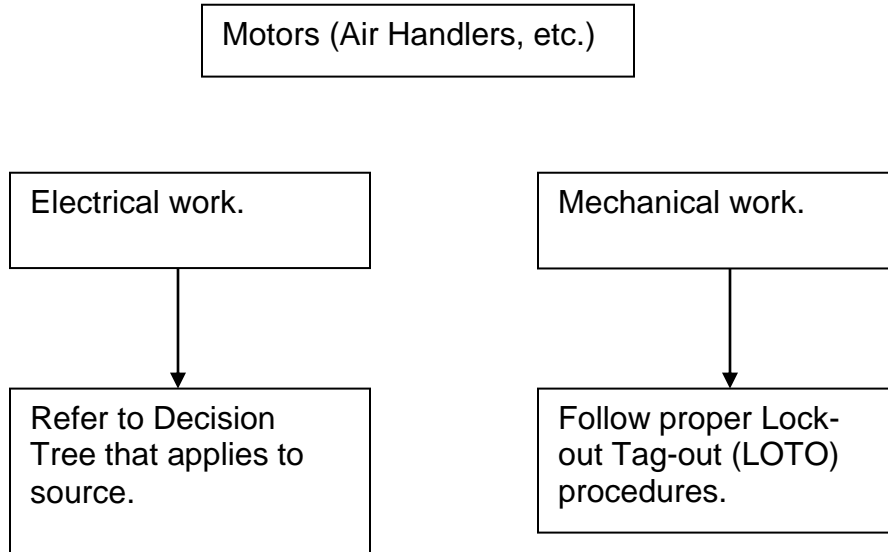 Motors (Air Handlers, etc.)
Electrical work.
Mechanical work.
Refer to Decision
Tree that applies to
source.
Follow proper Lock-
out Tag-out (LOTO)
procedures.